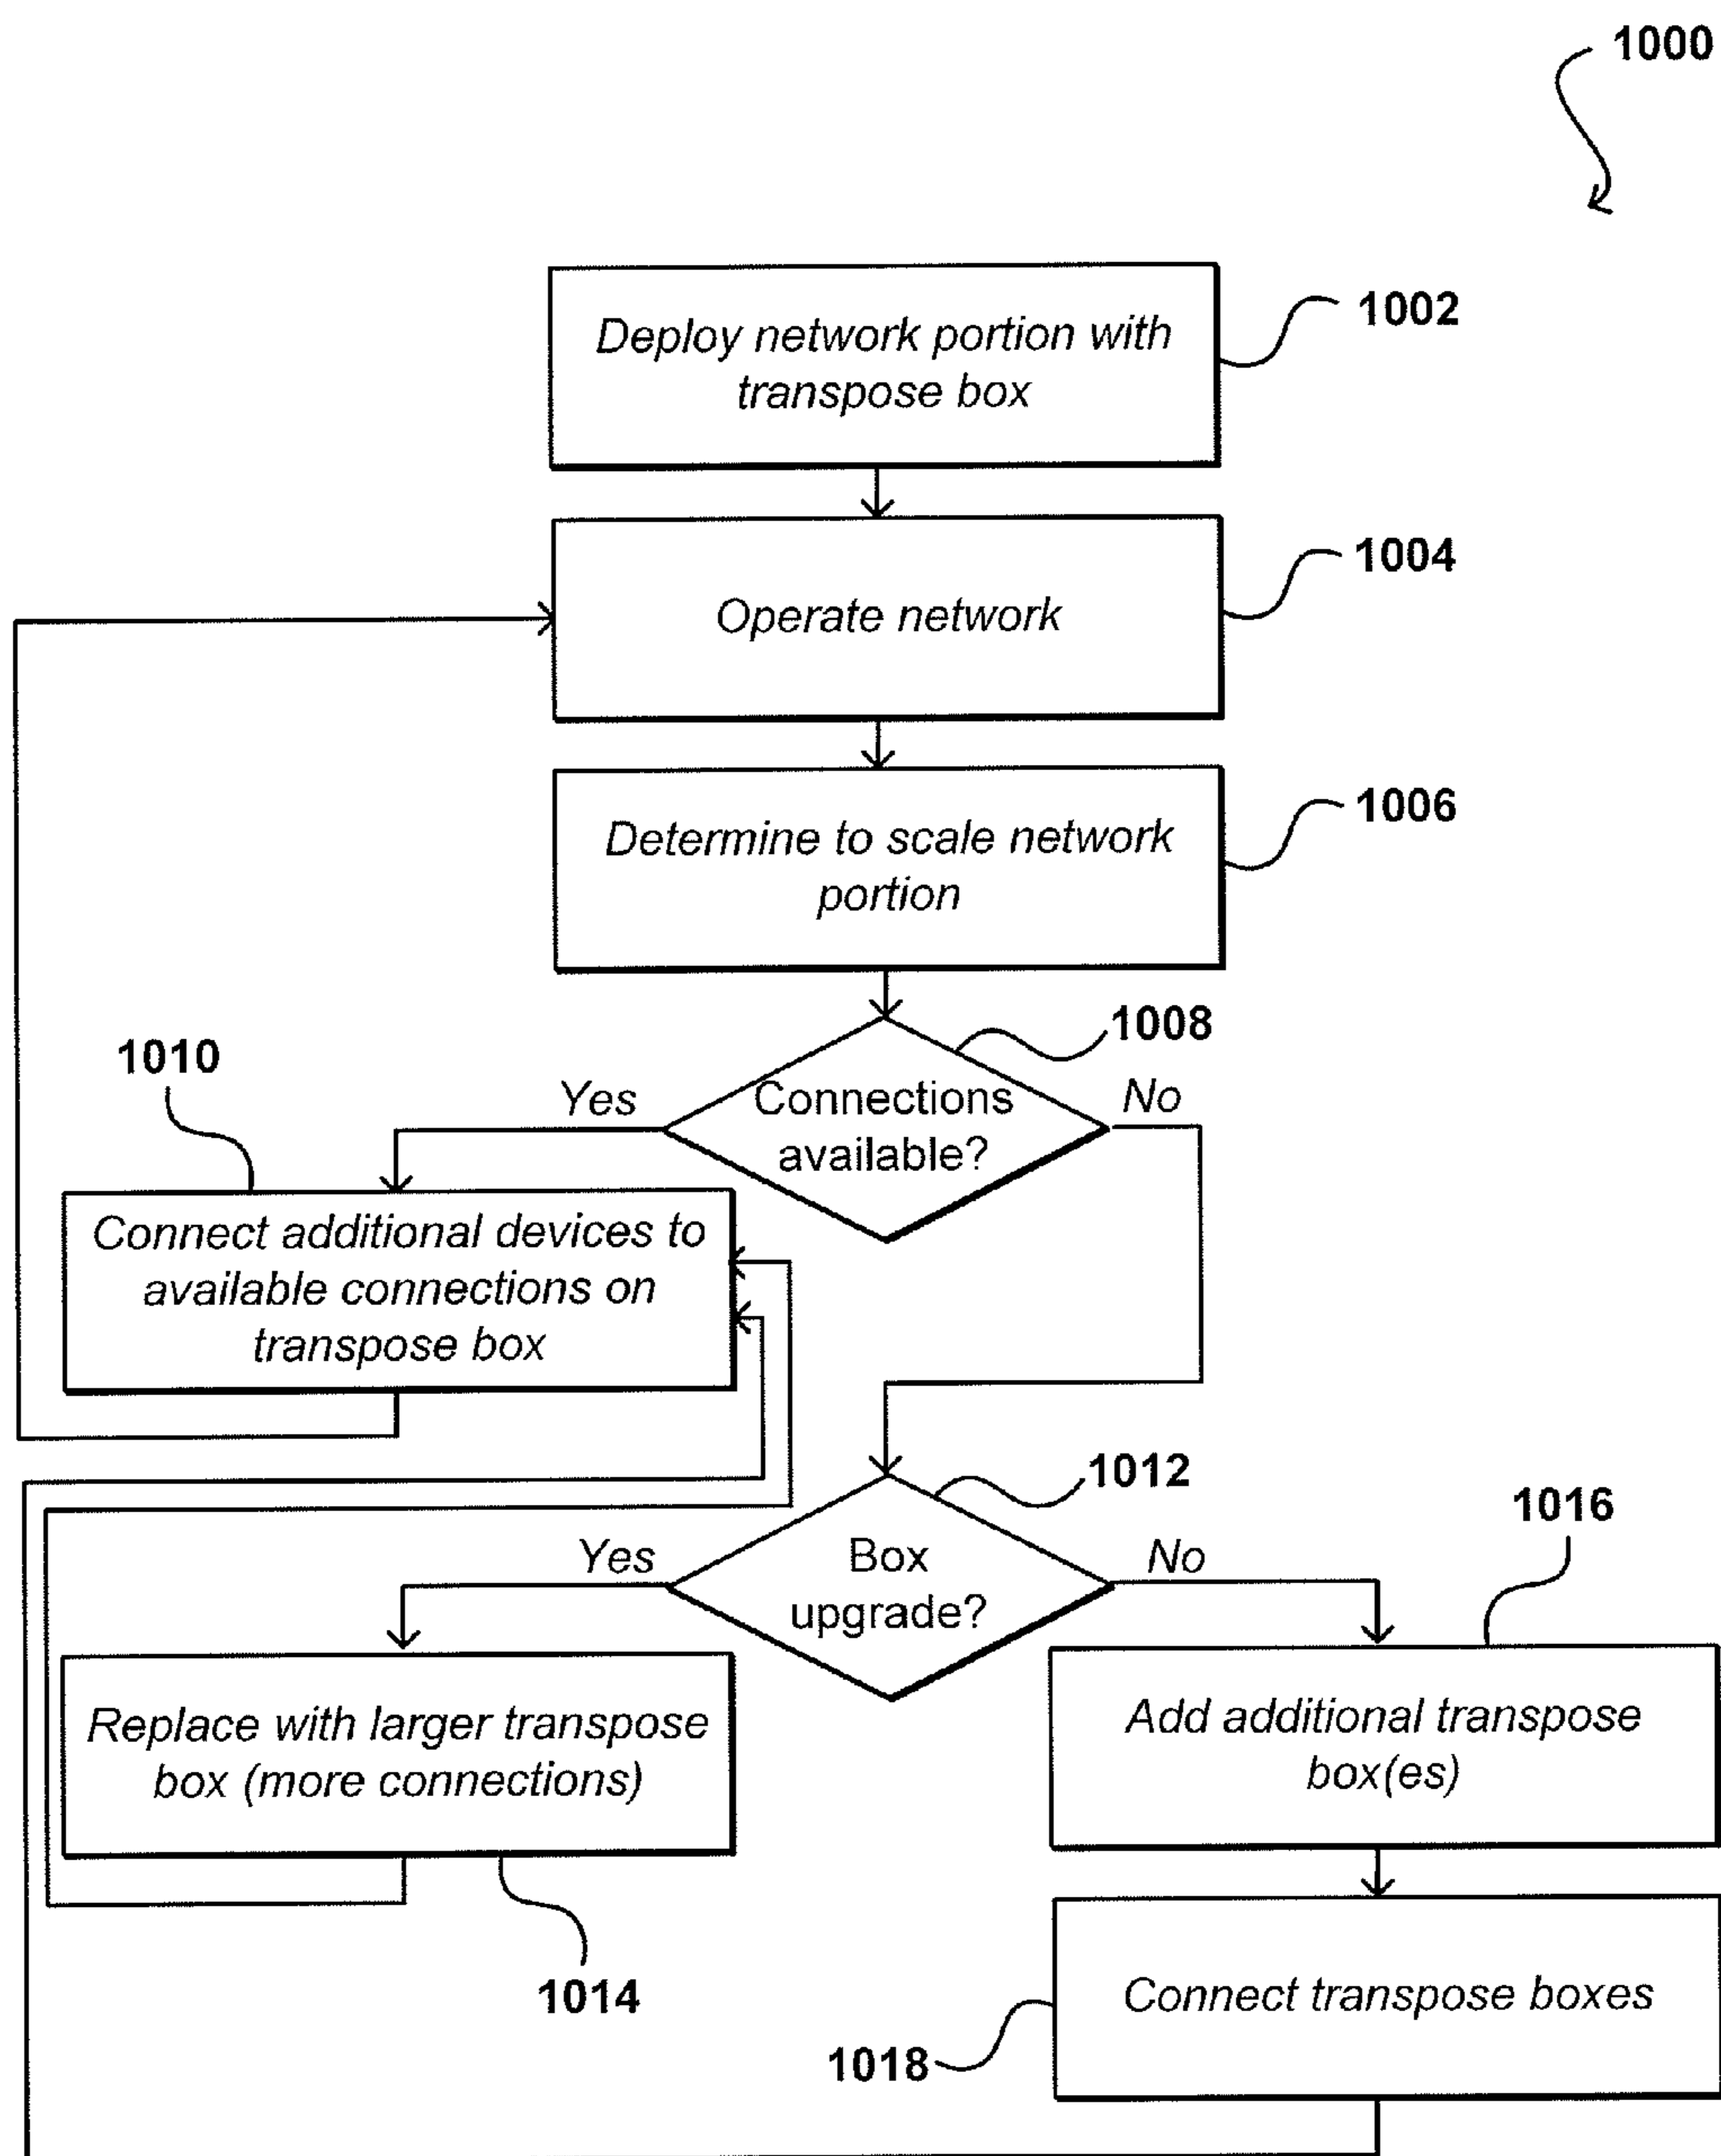 1000
Deploy network portion with
transpose box
1002
Operate network
1004
Determine to scale network
portion
1006
Connections
available?
1008
Yes
No
1010
Connect additional devices to
available connections on
transpose box
Box
upgrade?
1012
Yes
No
Replace with larger transpose
box (more connections)
1014
1016
Add additional transpose
box(es)
Connect transpose boxes
1018